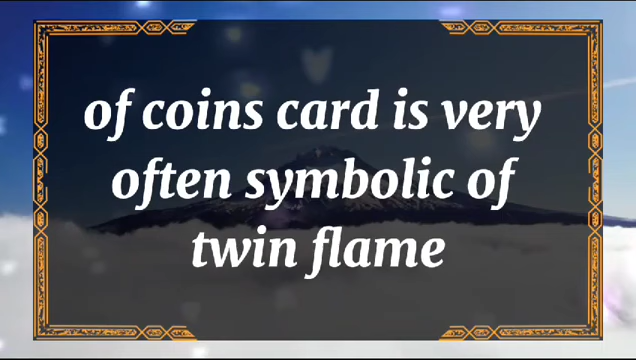 of coins card is very
often symbolic of
twin flame